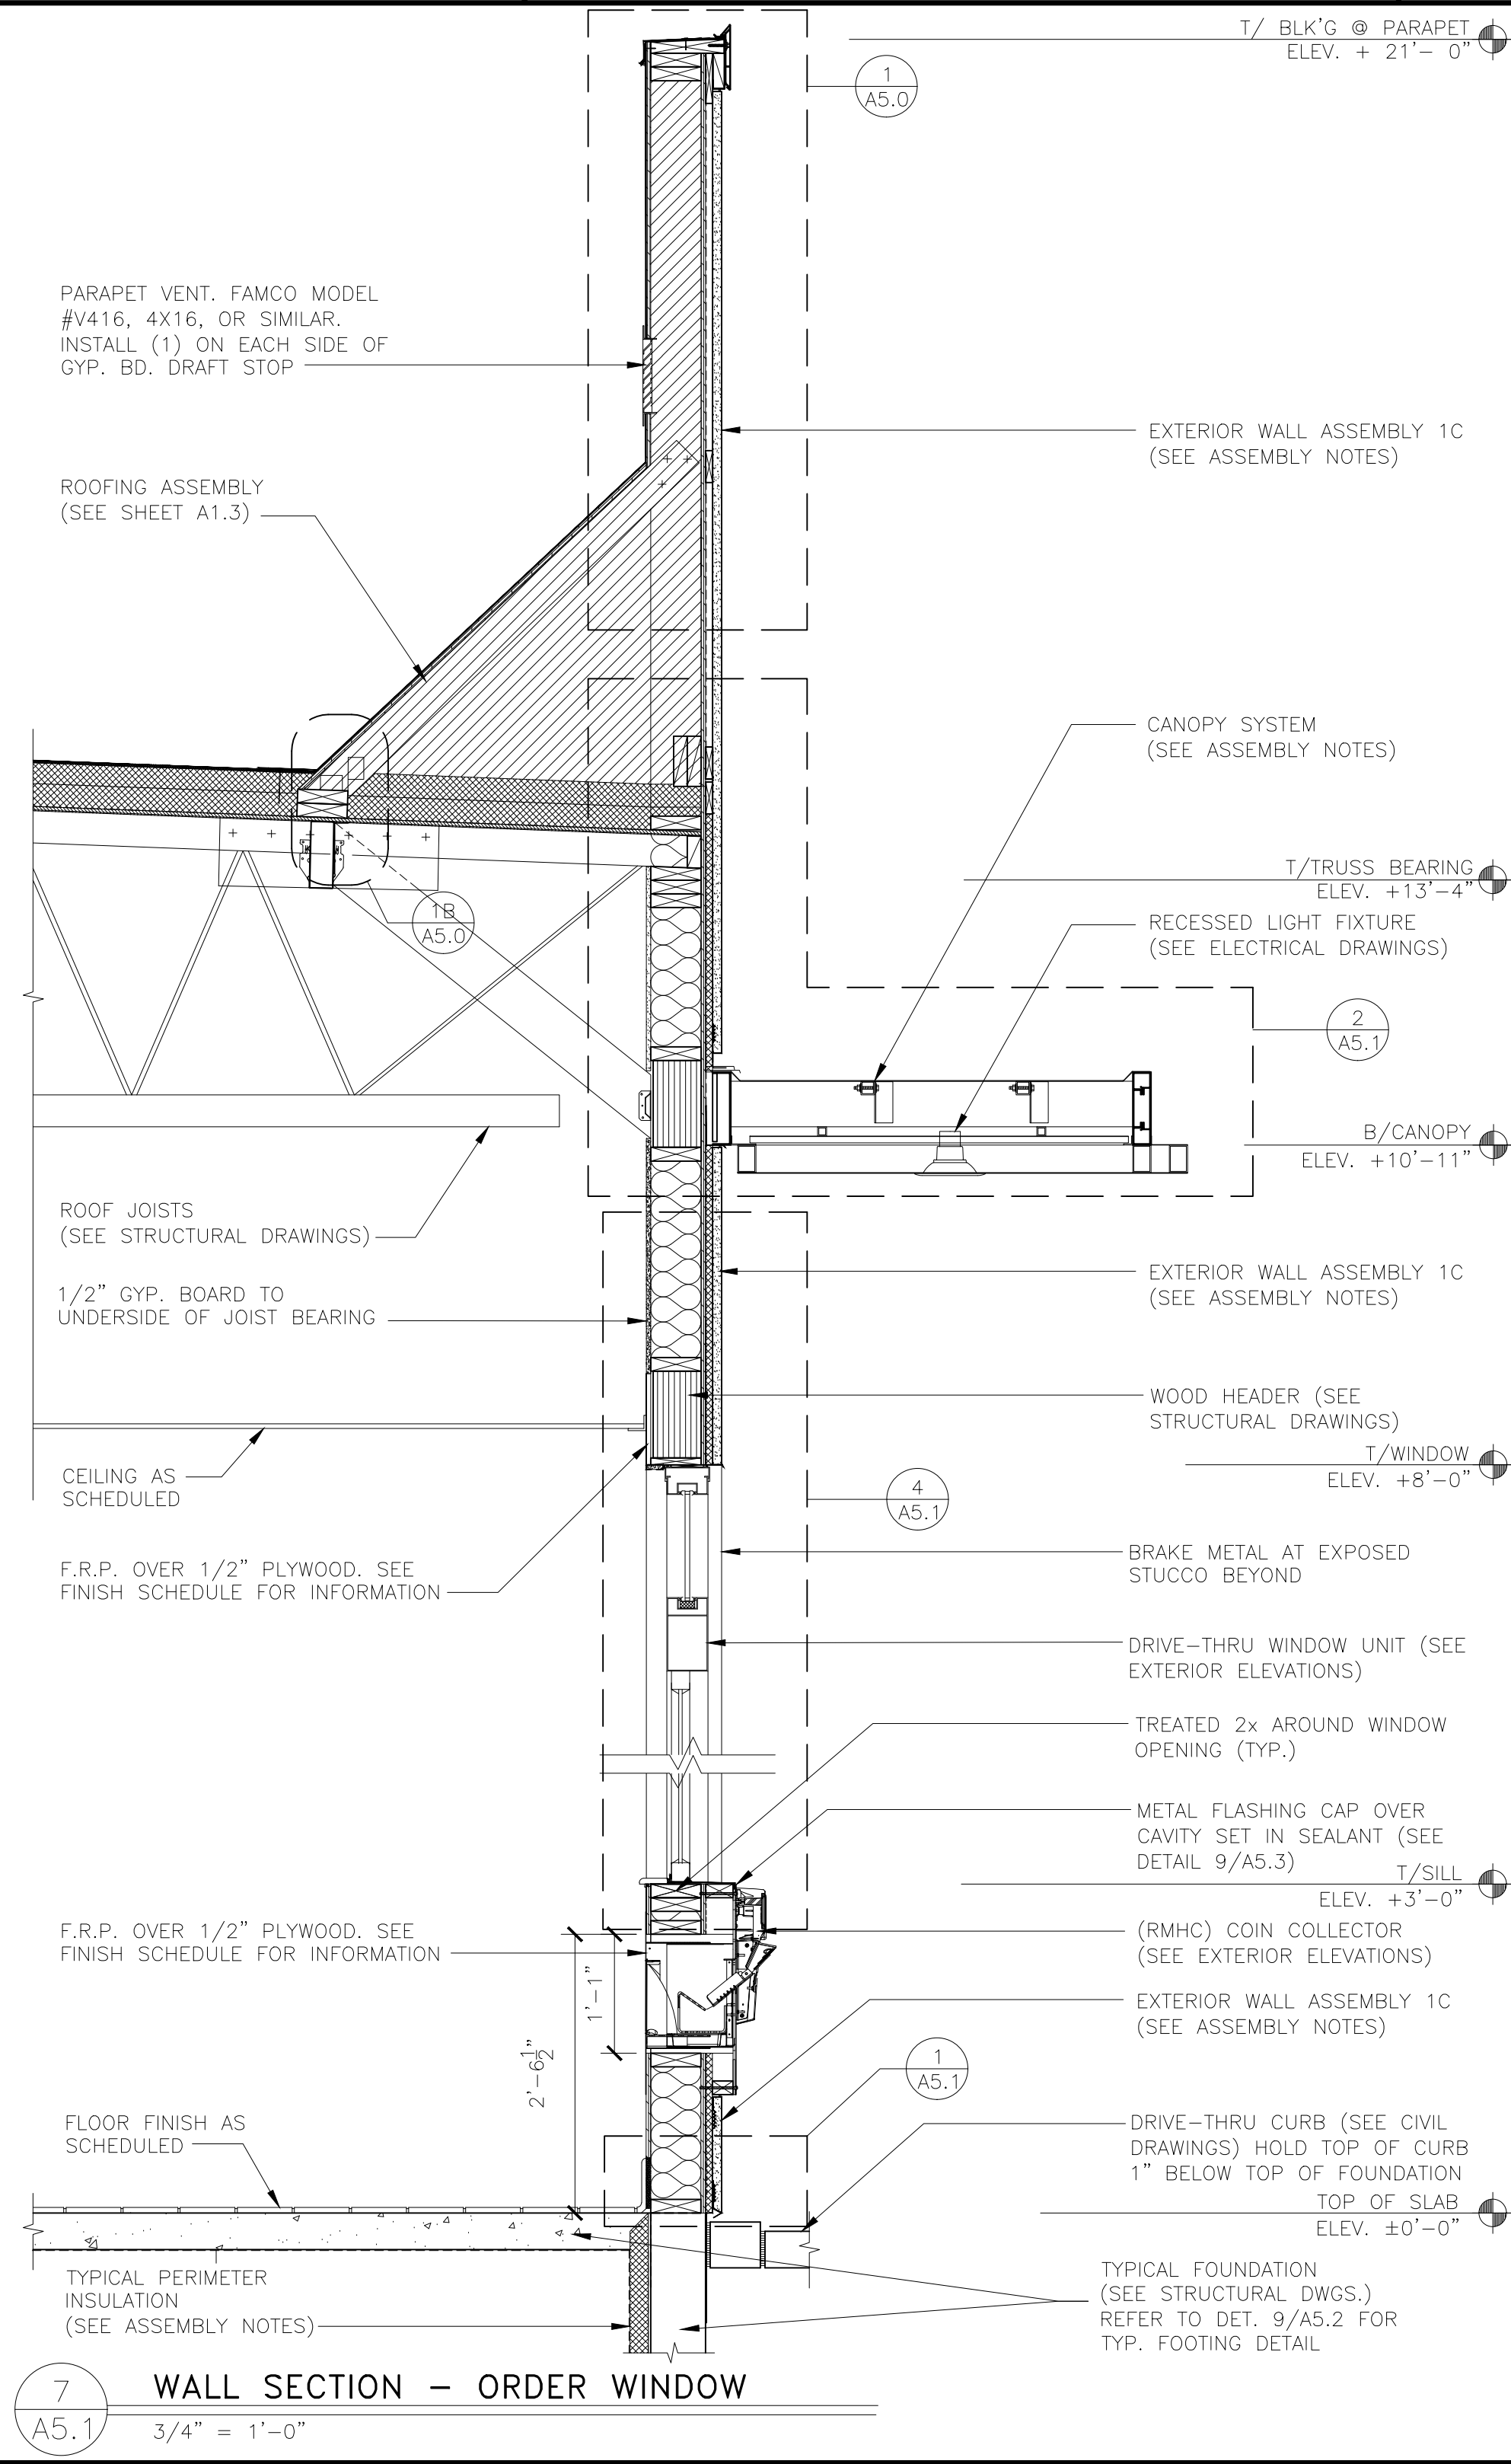 T/ BLK'G @ PARAPET
ELEV. + 21'- 0"
1
A5.0
PARAPET VENT. FAMCO MODEL
#V416, 4X16, OR SIMILAR.
INSTALL (1) ON EACH SIDE OF
GYP. BD. DRAFT STOP
EXTERIOR WALL ASSEMBLY 1C
(SEE ASSEMBLY NOTES)
ROOFING ASSEMBLY
(SEE SHEET A1.3)
CANOPY SYSTEM
(SEE ASSEMBLY NOTES)
T/TRUSS BEARING
ELEV. +13'-4"
1B
A5.0
RECESSED LIGHT FIXTURE
(SEE ELECTRICAL DRAWINGS)
2
A5.1
B/CANOPY
ELEV. +10'-11"
ROOF JOISTS
(SEE STRUCTURAL DRAWINGS)
EXTERIOR WALL ASSEMBLY 1C
(SEE ASSEMBLY NOTES)
1/2" GYP. BOARD TO
UNDERSIDE OF JOIST BEARING
WOOD HEADER (SEE
STRUCTURAL DRAWINGS)
T/WINDOW
ELEV. +8'-0"
CEILING AS
SCHEDULED
4
A5.1
F.R.P. OVER 1/2" PLYWOOD. SEE
FINISH SCHEDULE FOR INFORMATION
BRAKE METAL AT EXPOSED
STUCCO BEYOND
DRIVE-THRU WINDOW UNIT (SEE
EXTERIOR ELEVATIONS)
TREATED 2x AROUND WINDOW
OPENING (TYP.)
METAL FLASHING CAP OVER
CAVITY SET IN SEALANT (SEE
DETAIL 9/A5.3)
T/SILL
ELEV. +3'-0"
F.R.P. OVER 1/2" PLYWOOD. SEE
FINISH SCHEDULE FOR INFORMATION
(RMHC) COIN COLLECTOR
(SEE EXTERIOR ELEVATIONS)
1'-1"
2'-6 1/2"
EXTERIOR WALL ASSEMBLY 1C
(SEE ASSEMBLY NOTES)
1
A5.1
FLOOR FINISH AS
SCHEDULED
DRIVE-THRU CURB (SEE CIVIL
DRAWINGS) HOLD TOP OF CURB
1" BELOW TOP OF FOUNDATION
TOP OF SLAB
ELEV. ±0'-0"
TYPICAL PERIMETER
INSULATION
(SEE ASSEMBLY NOTES)
TYPICAL FOUNDATION
(SEE STRUCTURAL DWGS.)
REFER TO DET. 9/A5.2 FOR
TYP. FOOTING DETAIL
7
A5.1
WALL SECTION - ORDER WINDOW
3/4" = 1'-0"